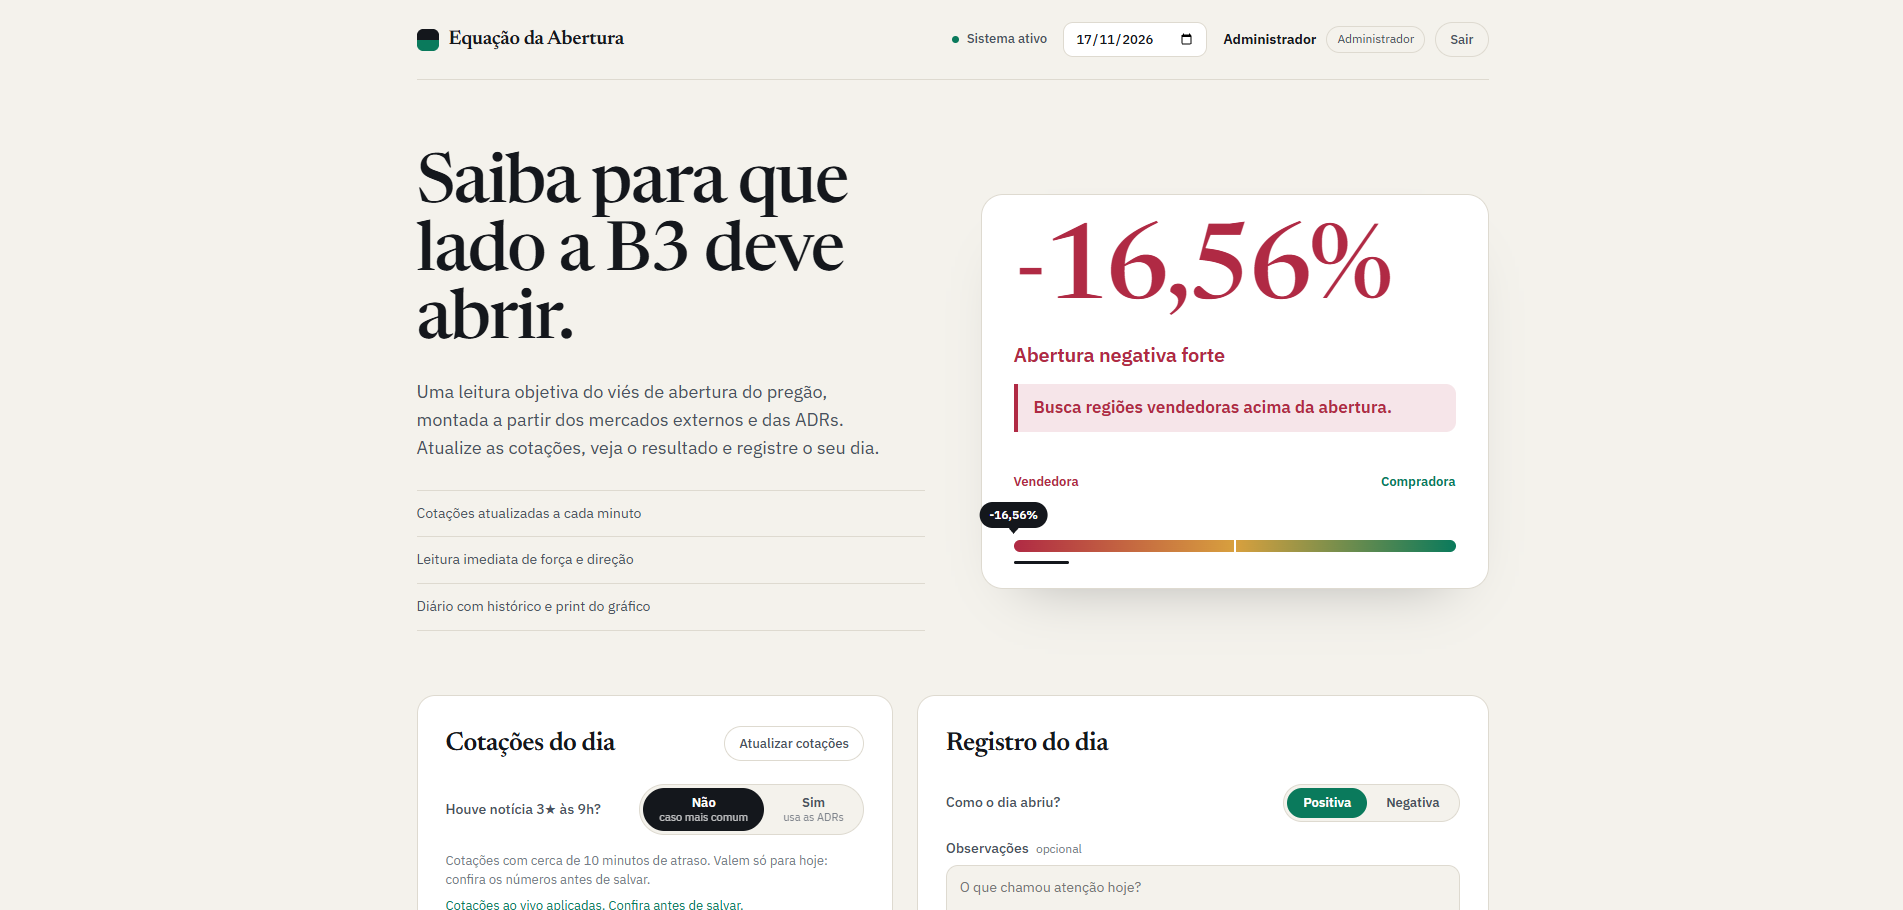 Equação da Abertura
Sistema ativo
17/11/2026
Administrador
Administrador
Sair
Saiba para que
lado a B3 deve
abrir.
Uma leitura objetiva do viés de abertura do pregão,
montada a partir dos mercados externos e das ADRs.
Atualize as cotações, veja o resultado e registre o seu dia.
Cotações atualizadas a cada minuto
Leitura imediata de força e direção
Diário com histórico e print do gráfico
-16,56%
Abertura negativa forte
Busca regiões vendedoras acima da abertura.
Vendedora
Compradora
-16,56%
Cotações do dia
Atualizar cotações
Houve notícia 3★ às 9h?
Não
caso mais comum
Sim
usa as ADRs
Cotações com cerca de 10 minutos de atraso. Valem só para hoje:
confira os números antes de salvar.
Cotações ao vivo aplicadas. Confira antes de salvar.
Registro do dia
Como o dia abriu?
Positiva
Negativa
Observações opcional
O que chamou atenção hoje?